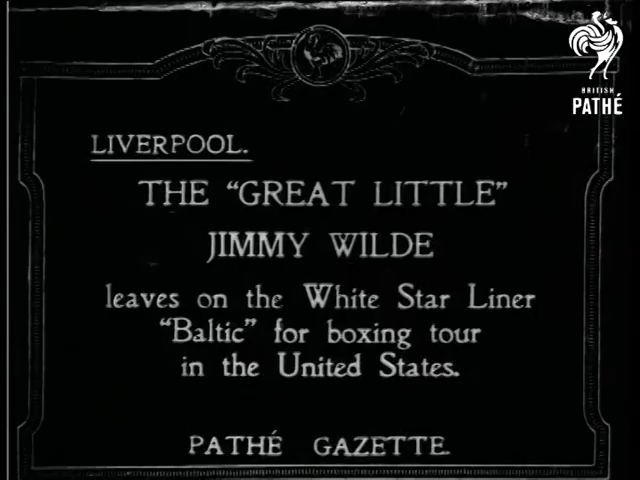 BRITISH
PATHÉ
LIVERPOOL.
THE "GREAT LITTLE"
JIMMY WILDE
leaves on the White Star Liner
"Baltic" for boxing tour
in the United States.
PATHÉ GAZETTE.